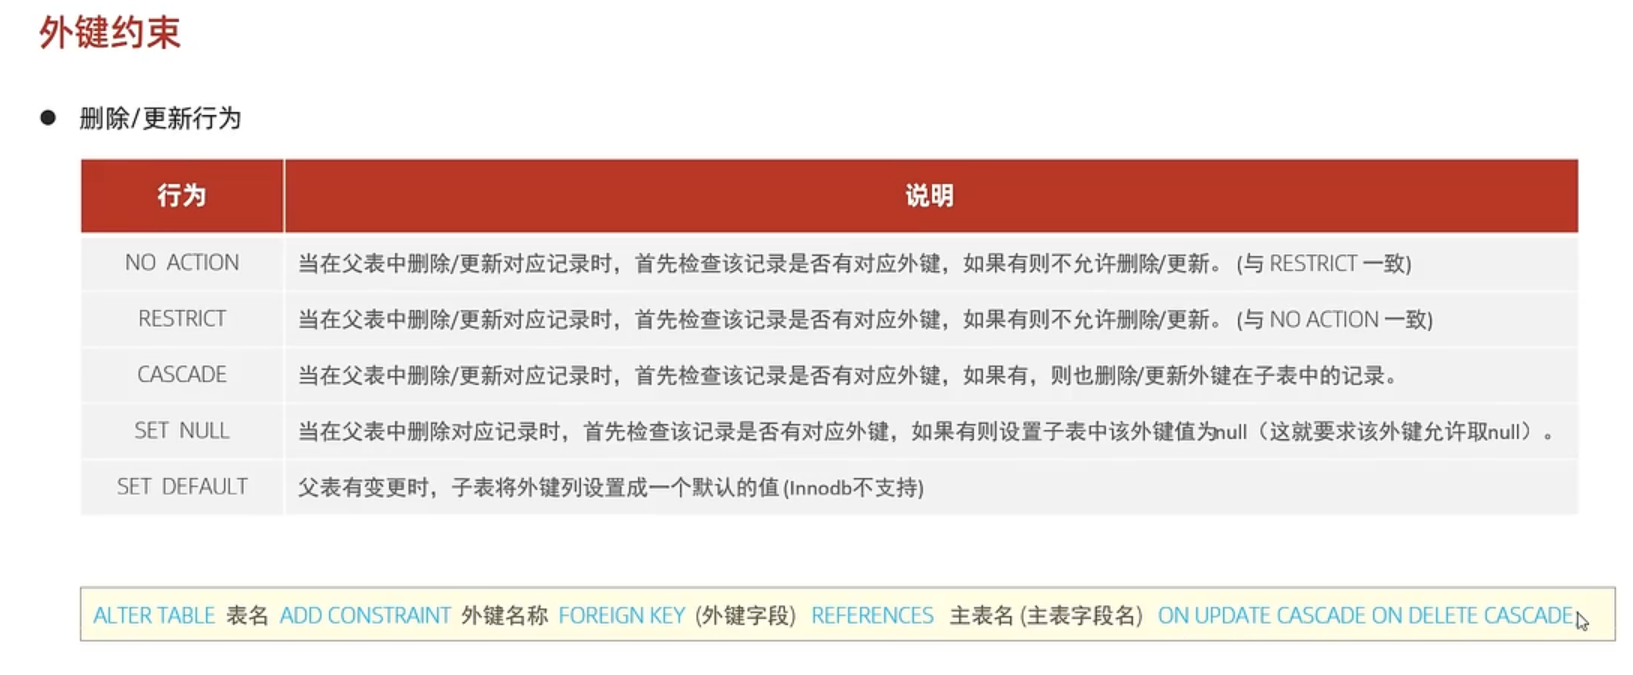 外键约束
● 删除/更新行为
行为 说明
NO ACTION 当在父表中删除/更新对应记录时，首先检查该记录是否有对应外键，如果有则不允许删除/更新。 (与 RESTRICT 一致)
RESTRICT 当在父表中删除/更新对应记录时，首先检查该记录是否有对应外键，如果有则不允许删除/更新。 (与 NO ACTION 一致)
CASCADE 当在父表中删除/更新对应记录时，首先检查该记录是否有对应外键，如果有，则也删除/更新外键在子表中的记录。
SET NULL 当在父表中删除对应记录时，首先检查该记录是否有对应外键，如果有则设置子表中该外键值为null（这就要求该外键允许取null）。
SET DEFAULT 父表有变更时，子表将外键列设置成一个默认的值 (Innodb不支持)
ALTER TABLE 表名 ADD CONSTRAINT 外键名称 FOREIGN KEY (外键字段) REFERENCES 主表名 (主表字段名) ON UPDATE CASCADE ON DELETE CASCADE